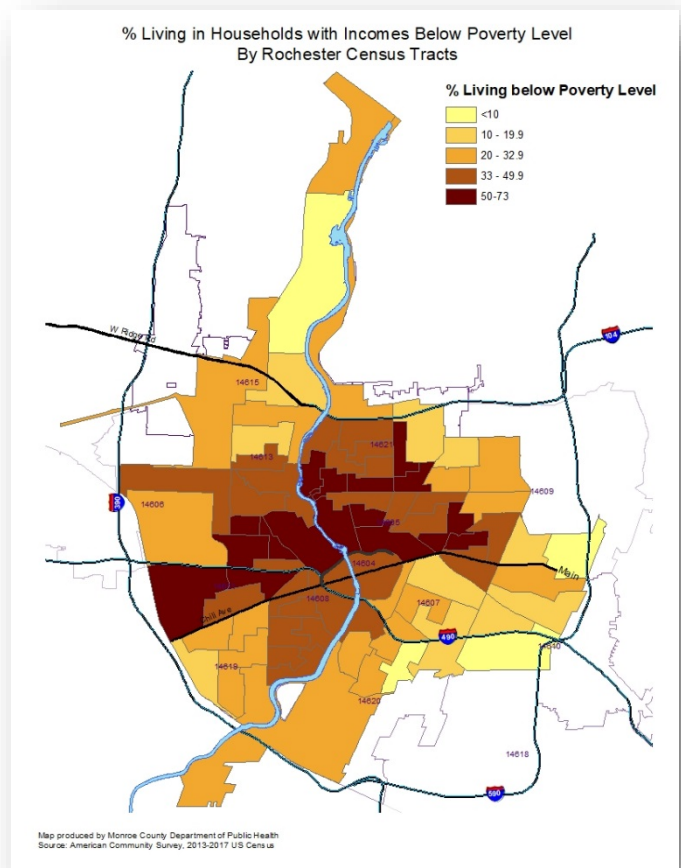 % Living in Households with Incomes Below Poverty Level
By Rochester Census Tracts
% Living below Poverty Level
<10
10 - 19.9
20 - 32.9
33 - 49.9
50-73
104
W Ridge Rd
14615
14613
14621
14609
390
14606
14604
Main
14608
14607
Chili Ave
490
14619
14620
14618
590
Map produced by Monroe County Department of Public Health
Source: American Community Survey, 2013-2017 US Census